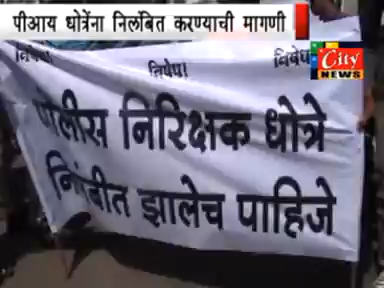 पीआय धोत्रेंना निलंबित करण्याची मागणी
City
NEWS
निषेध! निषेध! निषेध!
पोलीस निरिक्षक धोत्रे
निलंबीत झालेच पाहिजे